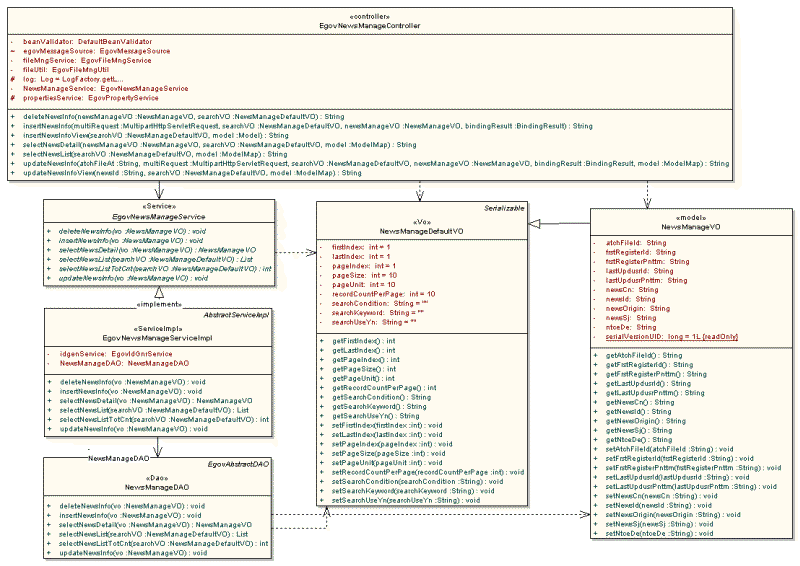 «controller»
EgovNewsManageController
- beanValidator: DefaultBeanValidator
~ egovMessageSource: EgovMessageSource
- fileMngService: EgovFileMngService
- fileUtil: EgovFileMngUtil
# log: Log = LogFactory.getL...
- NewsManageService: EgovNewsManageService
# propertiesService: EgovPropertyService
+ deleteNewsInfo(newsManageVO :NewsManageVO, searchVO :NewsManageDefaultVO) : String
+ insertNewsInfo(multiRequest :MultipartHttpServletRequest, searchVO :NewsManageDefaultVO, newsManageVO :NewsManageVO, bindingResult :BindingResult) : String
+ insertNewsInfoView(searchVO :NewsManageDefaultVO, model :Model) : String
+ selectNewsDetail(newsManageVO :NewsManageVO, searchVO :NewsManageDefaultVO, model :ModelMap) : String
+ selectNewsList(searchVO :NewsManageDefaultVO, model :ModelMap) : String
+ updateNewsInfo(atchFileAt :String, multiRequest :MultipartHttpServletRequest, searchVO :NewsManageDefaultVO, newsManageVO :NewsManageVO, bindingResult :BindingResult, model :ModelMap) : String
+ updateNewsInfoView(newsId :String, searchVO :NewsManageDefaultVO, model :ModelMap) : String
«Service»
EgovNewsManageService
+ deleteNewsInfo(vo :NewsManageVO) : void
+ insertNewsInfo(vo :NewsManageVO) : void
+ selectNewsDetail(vo :NewsManageVO) : NewsManageVO
+ selectNewsList(searchVO :NewsManageDefaultVO) : List
+ selectNewsListTotCnt(searchVO :NewsManageDefaultVO) : int
+ updateNewsInfo(vo :NewsManageVO) : void
«implement»
AbstractServiceImpl
«ServiceImpl»
EgovNewsManageServiceImpl
- idgenService: EgovIdGnrService
- NewsManageDAO: NewsManageDAO
+ deleteNewsInfo(vo :NewsManageVO) : void
+ insertNewsInfo(vo :NewsManageVO) : void
+ selectNewsDetail(vo :NewsManageVO) : NewsManageVO
+ selectNewsList(searchVO :NewsManageDefaultVO) : List
+ selectNewsListTotCnt(searchVO :NewsManageDefaultVO) : int
+ updateNewsInfo(vo :NewsManageVO) : void
-NewsManageDAO
EgovAbstractDAO
«Dao»
NewsManageDAO
+ deleteNewsInfo(vo :NewsManageVO) : void
+ insertNewsInfo(vo :NewsManageVO) : void
+ selectNewsDetail(vo :NewsManageVO) : NewsManageVO
+ selectNewsList(searchVO :NewsManageDefaultVO) : List
+ selectNewsListTotCnt(searchVO :NewsManageDefaultVO) : int
+ updateNewsInfo(vo :NewsManageVO) : void
Serializable
«Vo»
NewsManageDefaultVO
- firstIndex: int = 1
- lastIndex: int = 1
- pageIndex: int = 1
- pageSize: int = 10
- pageUnit: int = 10
- recordCountPerPage: int = 10
- searchCondition: String = ""
- searchKeyword: String = ""
- searchUseYn: String = ""
+ getFirstIndex() : int
+ getLastIndex() : int
+ getPageIndex() : int
+ getPageSize() : int
+ getPageUnit() : int
+ getRecordCountPerPage() : int
+ getSearchCondition() : String
+ getSearchKeyword() : String
+ getSearchUseYn() : String
+ setFirstIndex(firstIndex :int) : void
+ setLastIndex(lastIndex :int) : void
+ setPageIndex(pageIndex :int) : void
+ setPageSize(pageSize :int) : void
+ setPageUnit(pageUnit :int) : void
+ setRecordCountPerPage(recordCountPerPage :int) : void
+ setSearchCondition(searchCondition :String) : void
+ setSearchKeyword(searchKeyword :String) : void
+ setSearchUseYn(searchUseYn :String) : void
«model»
NewsManageVO
- atchFileId: String
- frstRegisterId: String
- frstRegisterPnttm: String
- lastUpdusrId: String
- lastUpdusrPnttm: String
- newsCn: String
- newsId: String
- newsOrigin: String
- newsSj: String
- ntceDe: String
- serialVersionUID: long = 1L {readOnly}
+ getAtchFileId() : String
+ getFrstRegisterId() : String
+ getFrstRegisterPnttm() : String
+ getLastUpdusrId() : String
+ getLastUpdusrPnttm() : String
+ getNewsCn() : String
+ getNewsId() : String
+ getNewsOrigin() : String
+ getNewsSj() : String
+ getNtceDe() : String
+ setAtchFileId(atchFileId :String) : void
+ setFrstRegisterId(frstRegisterId :String) : void
+ setFrstRegisterPnttm(frstRegisterPnttm :String) : void
+ setLastUpdusrId(lastUpdusrId :String) : void
+ setLastUpdusrPnttm(lastUpdusrPnttm :String) : void
+ setNewsCn(newsCn :String) : void
+ setNewsId(newsId :String) : void
+ setNewsOrigin(newsOrigin :String) : void
+ setNewsSj(newsSj :String) : void
+ setNtceDe(ntceDe :String) : void